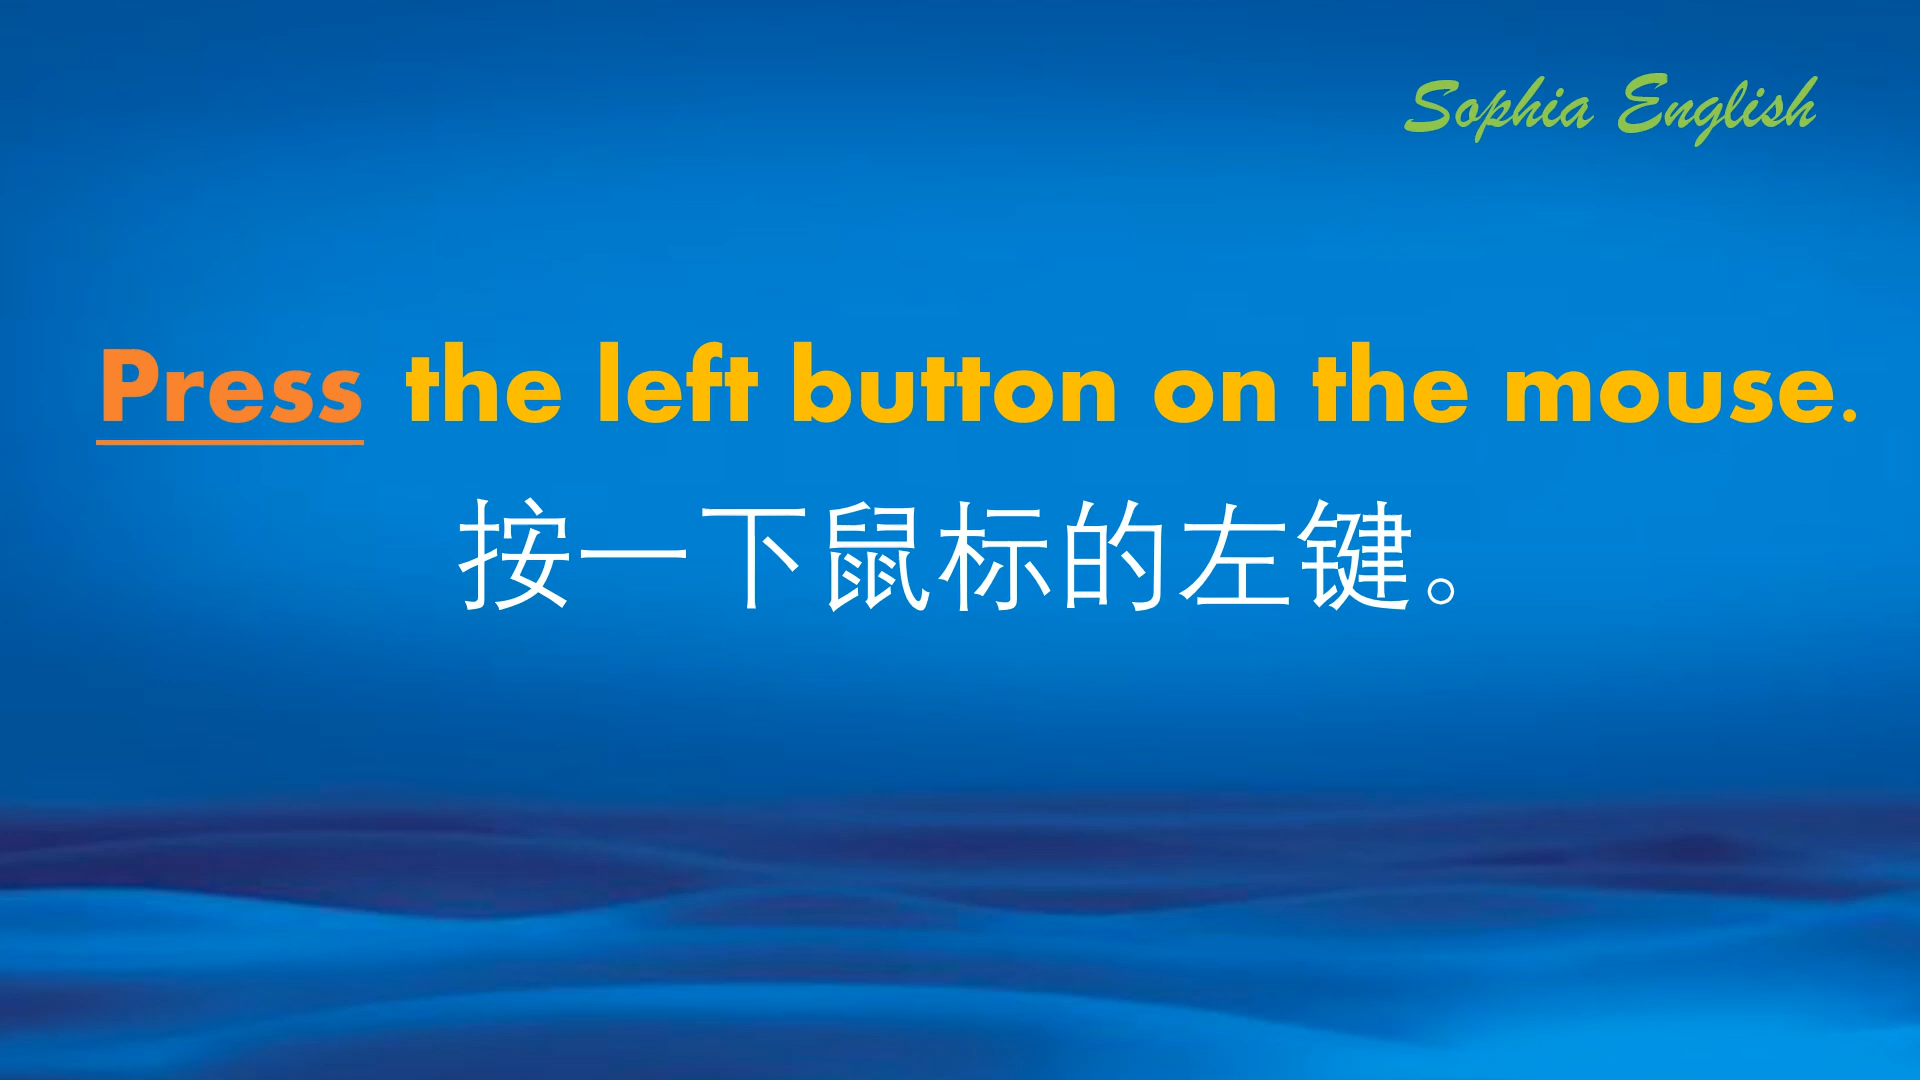 Sophia English
Press the left button on the mouse.
按一下鼠标的左键。